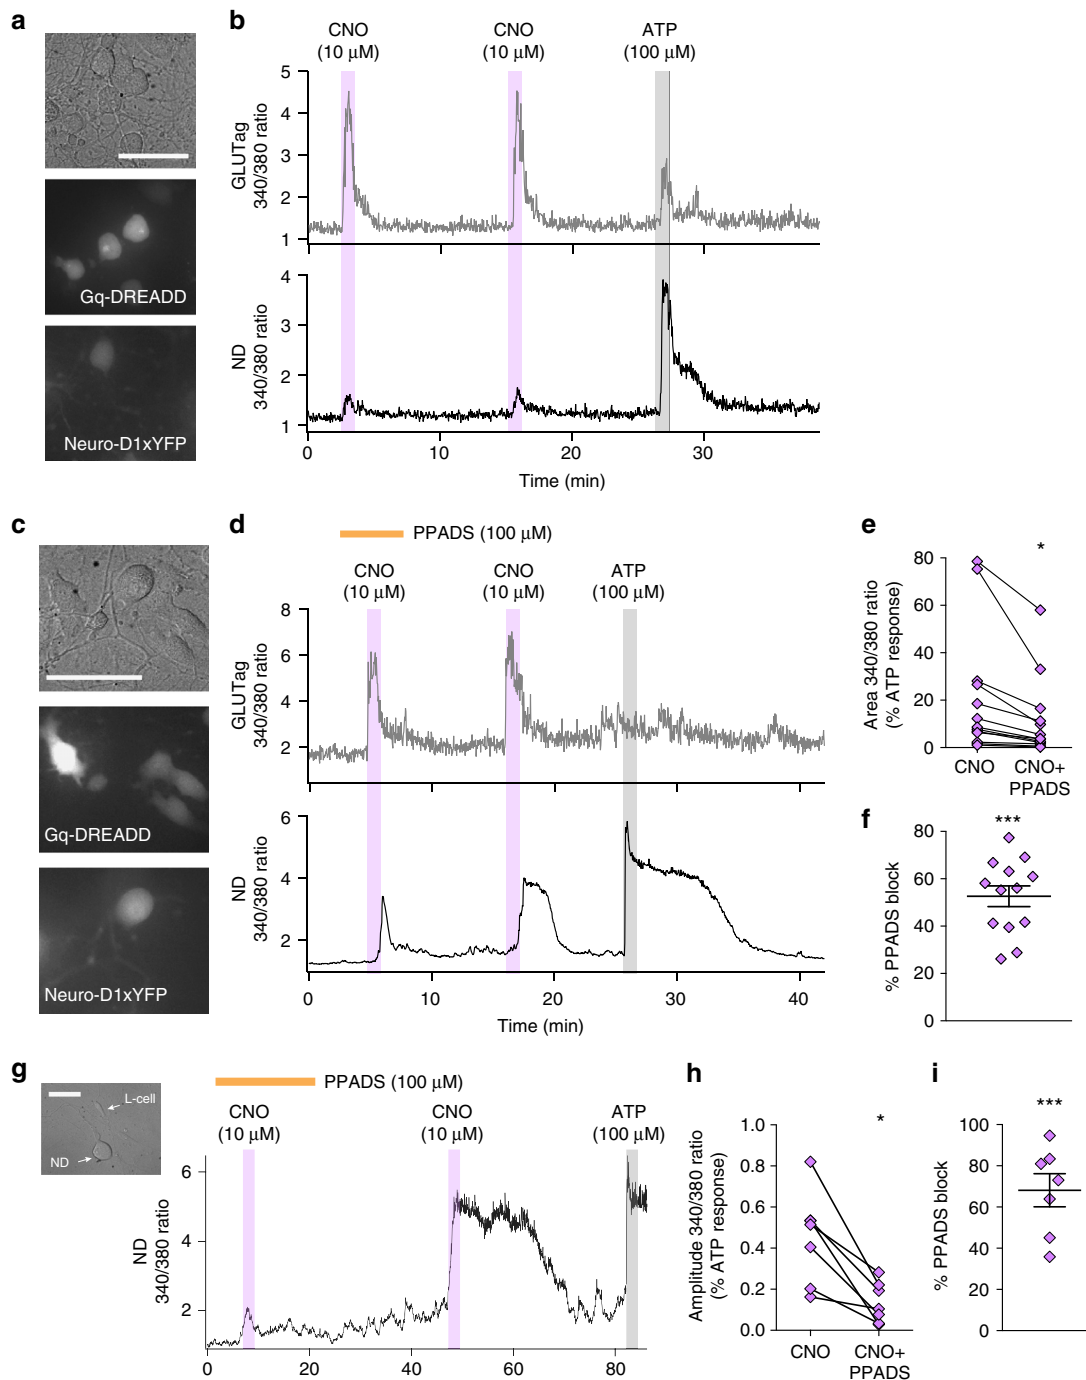 a
Gq-DREADD
Neuro-D1xYFP
b
CNO
(10 µM)
CNO
(10 µM)
ATP
(100 µM)
GLUTag
340/380 ratio
5
4
3
2
1
ND
340/380 ratio
4
3
2
1
0
10
20
30
Time (min)
c
Gq-DREADD
Neuro-D1xYFP
d
PPADS (100 µM)
CNO
(10 µM)
CNO
(10 µM)
ATP
(100 µM)
GLUTag
340/380 ratio
8
6
4
2
ND
340/380 ratio
6
4
2
0
10
20
30
40
Time (min)
e
*
Area 340/380 ratio
(% ATP response)
80
60
40
20
0
CNO
CNO+
PPADS
f
***
% PPADS block
80
60
40
20
0
g
L-cell
ND
PPADS (100 µM)
CNO
(10 µM)
CNO
(10 µM)
ATP
(100 µM)
ND
340/380 ratio
6
4
2
0
20
40
60
80
h
*
Amplitude 340/380 ratio
(% ATP response)
1.0
0.8
0.6
0.4
0.2
0.0
CNO
CNO+
PPADS
i
***
% PPADS block
100
80
60
40
20
0